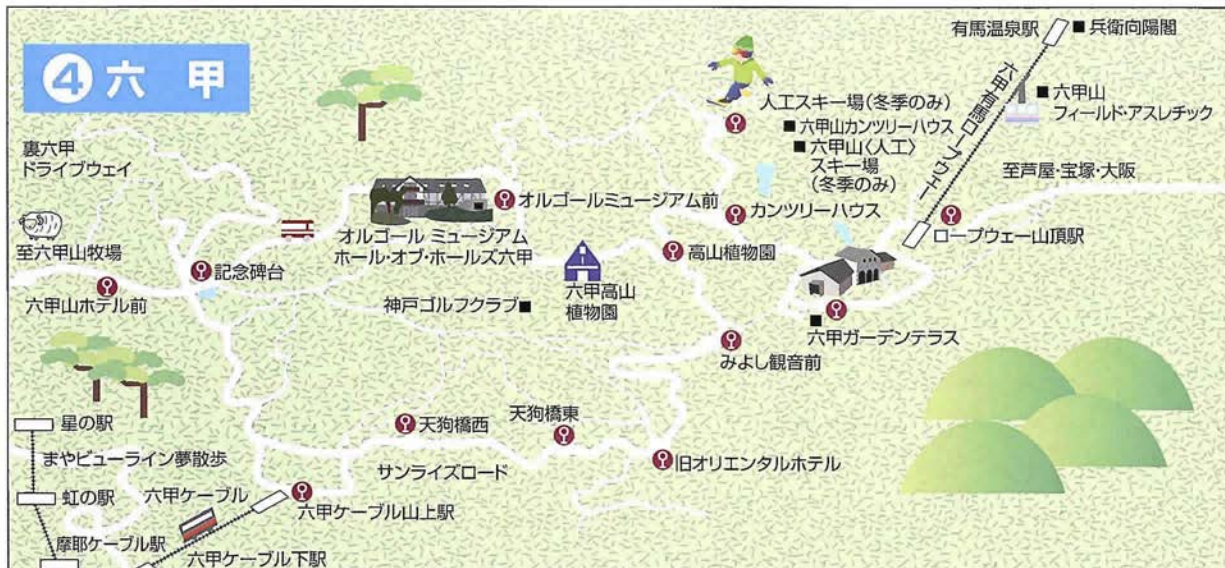 ④六甲
有馬温泉駅
■兵衛向陽閣
六甲有馬ロープウェー
■六甲山
フィールド・アスレチック
人工スキー場(冬季のみ)
■六甲山カンツリーハウス
■六甲山〈人工〉
スキー場
(冬季のみ)
至芦屋・宝塚・大阪
裏六甲
ドライブウェイ
オルゴールミュージアム前
カンツリーハウス
ロープウェー山頂駅
至六甲山牧場
オルゴール ミュージアム
ホール・オブ・ホールズ六甲
高山植物園
記念碑台
六甲高山
植物園
六甲山ホテル前
神戸ゴルフクラブ■
■
六甲ガーデンテラス
みよし観音前
星の駅
天狗橋西
天狗橋東
まやビューライン夢散歩
サンライズロード
旧オリエンタルホテル
虹の駅
六甲ケーブル
六甲ケーブル山上駅
摩耶ケーブル駅
六甲ケーブル下駅